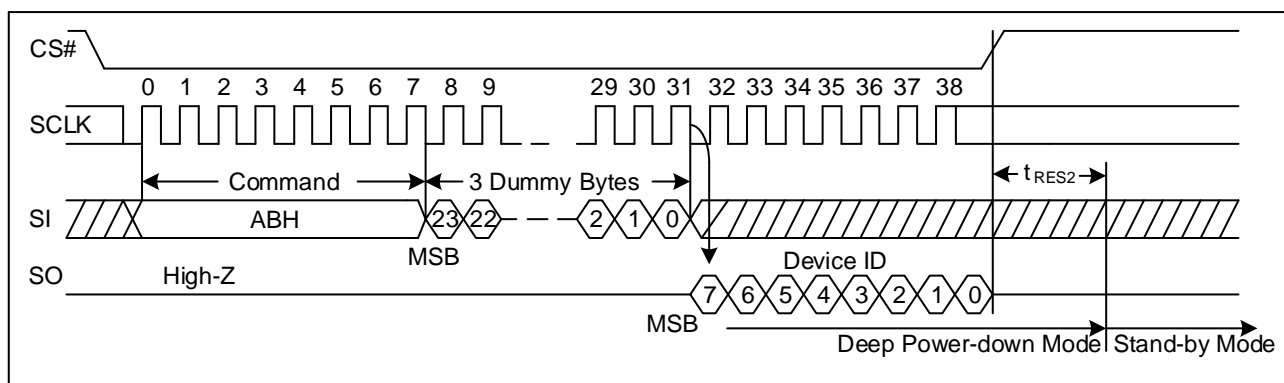 CS#
0 1 2 3 4 5 6 7 8 9 29 30 31 32 33 34 35 36 37 38
SCLK
Command 3 Dummy Bytes tRES2
SI ABH 23 22 2 1 0
MSB
SO High-Z Device ID
7 6 5 4 3 2 1 0
MSB
Deep Power-down Mode Stand-by Mode